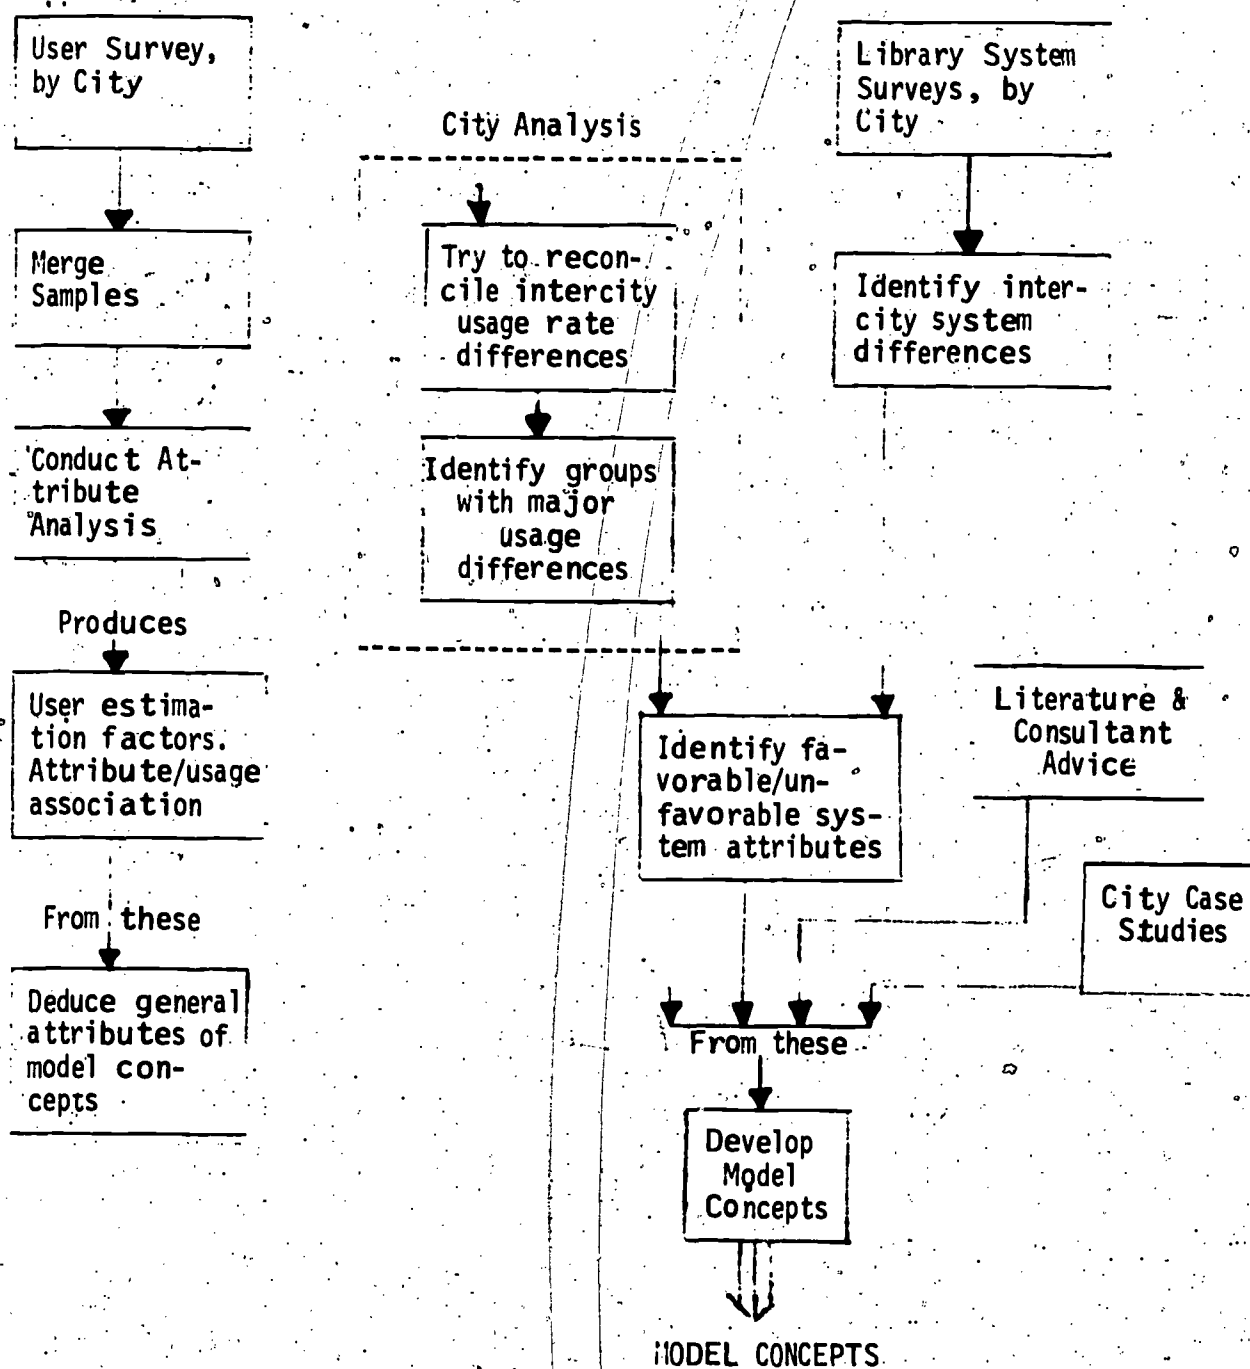 User Survey,
by City
Merge
Samples
Conduct At-
tribute
Analysis
Produces
User estima-
tion factors.
Attribute/usage
association
From these
Deduce general
attributes of
model con-
cepts
City Analysis
Try to recon-
cile intercity
usage rate
differences
Identify groups
with major
usage
differences
Library System
Surveys, by
City
Identify inter-
city system
differences
Identify fa-
vorable/un-
favorable sys-
tem attributes
Literature &
Consultant
Advice
City Case
Studies
From these
Develop
Model
Concepts
MODEL CONCEPTS